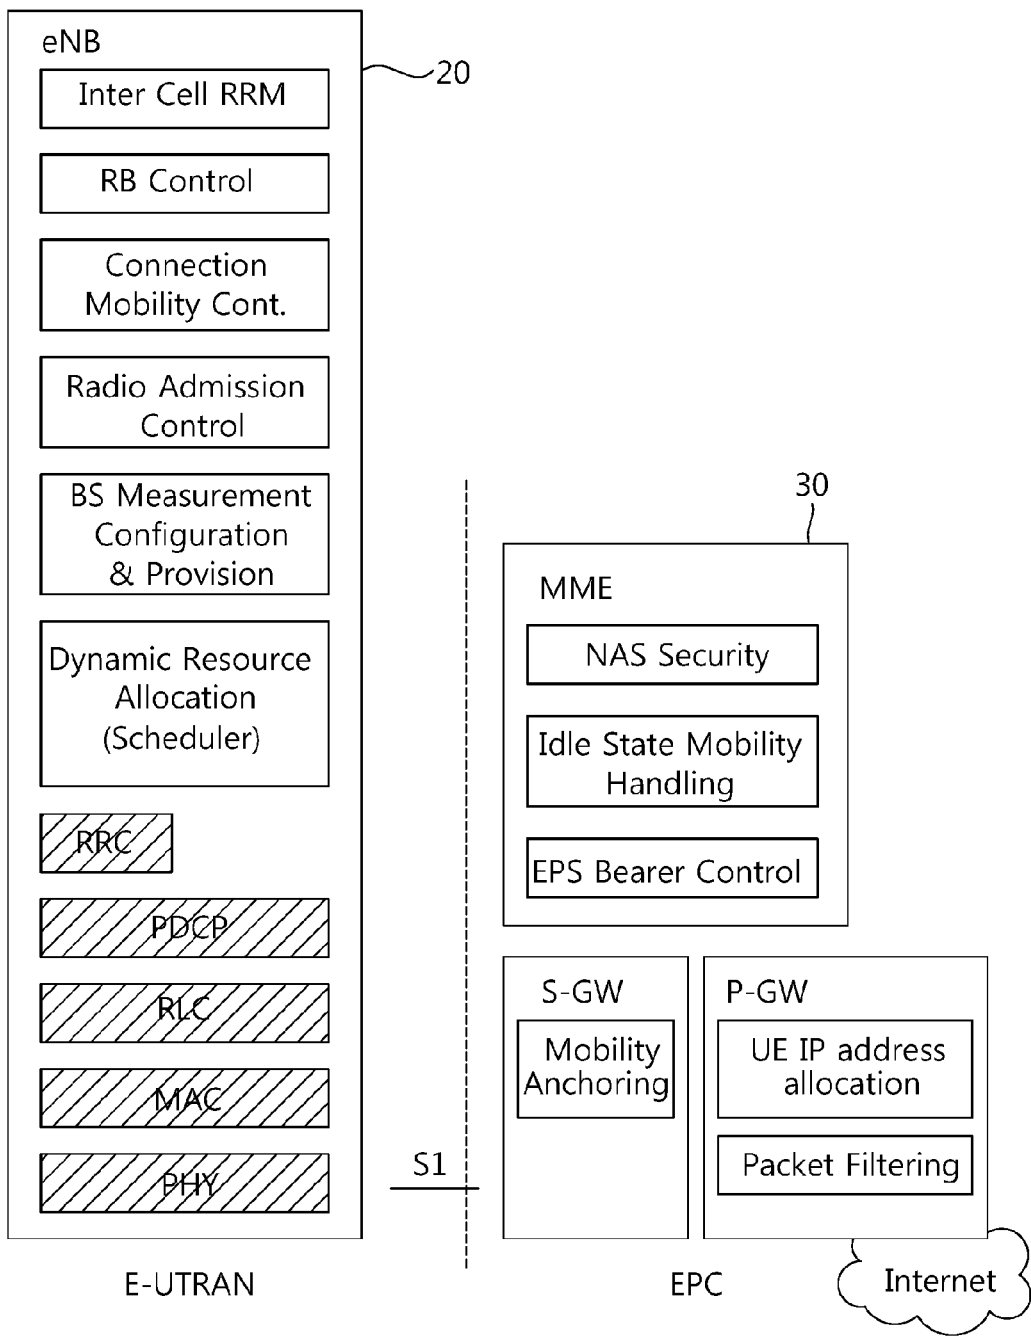 eNB
20
Inter Cell RRM
RB Control
Connection
Mobility Cont.
Radio Admission
Control
BS Measurement
Configuration
& Provision
Dynamic Resource
Allocation
(Scheduler)
RRC
PDCP
RLC
MAC
PHY
E-UTRAN
S1
30
MME
NAS Security
Idle State Mobility
Handling
EPS Bearer Control
S-GW
Mobility
Anchoring
P-GW
UE IP address
allocation
Packet Filtering
EPC
Internet